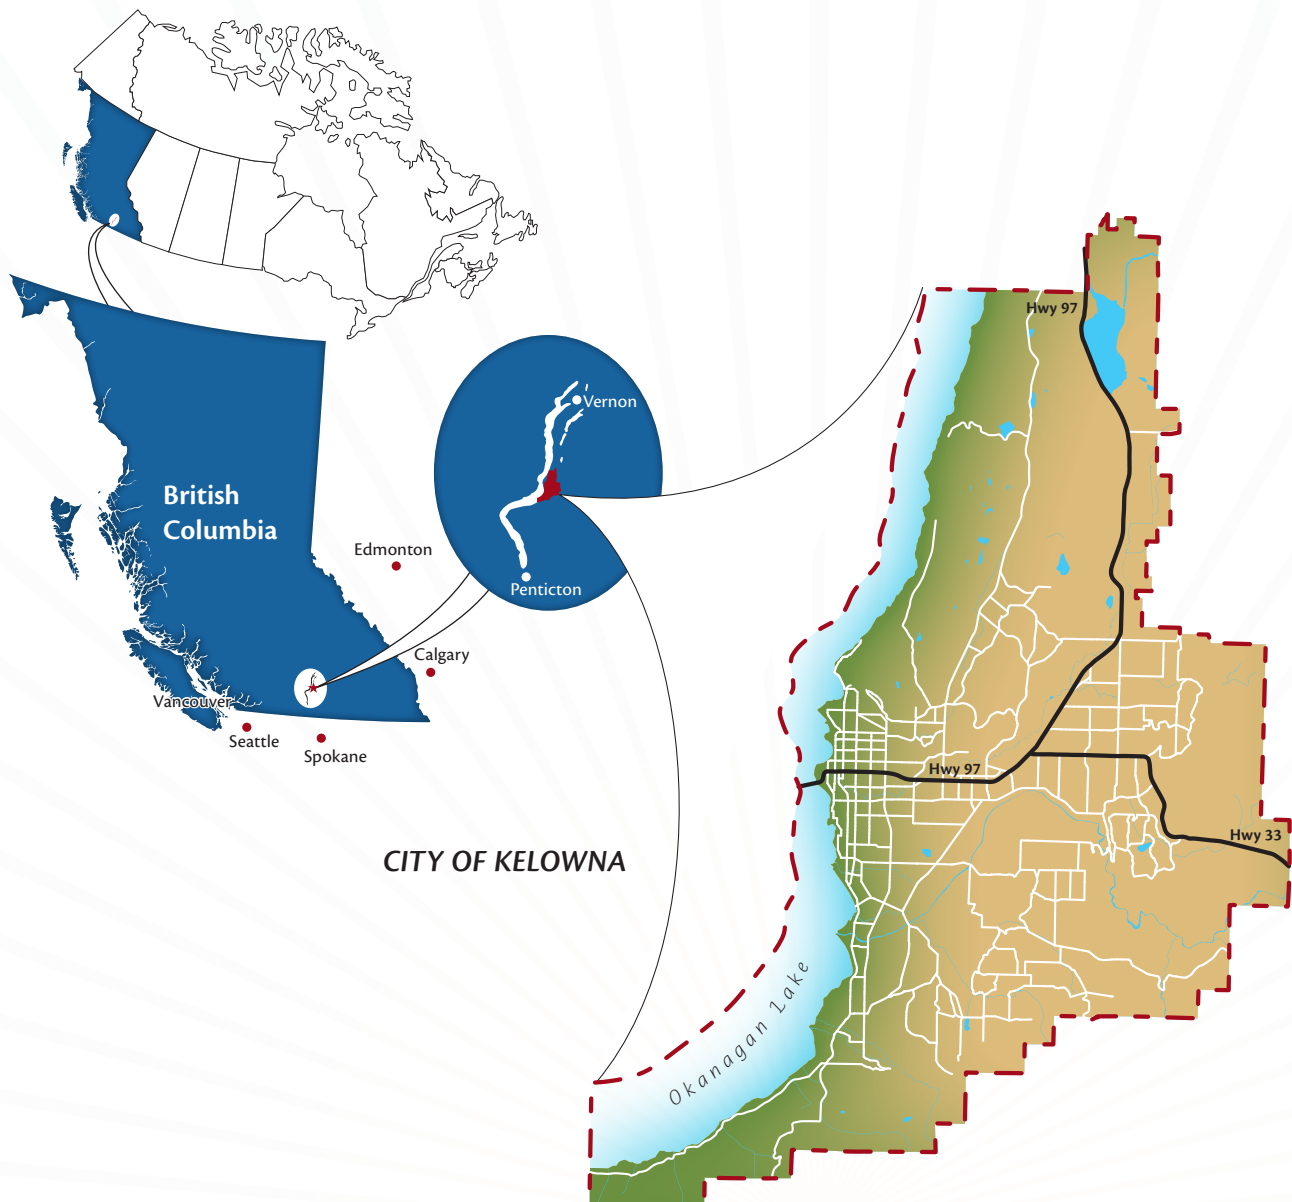 Hwy 97
Vernon
British
Columbia
Edmonton
Penticton
Calgary
Vancouver
Seattle
Spokane
Hwy 97
Hwy 33
CITY OF KELOWNA
Okanagan Lake